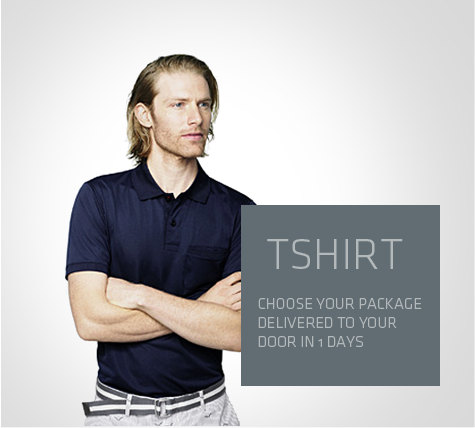 TSHIRT
CHOOSE YOUR PACKAGE
DELIVERED TO YOUR
DOOR IN 1 DAYS